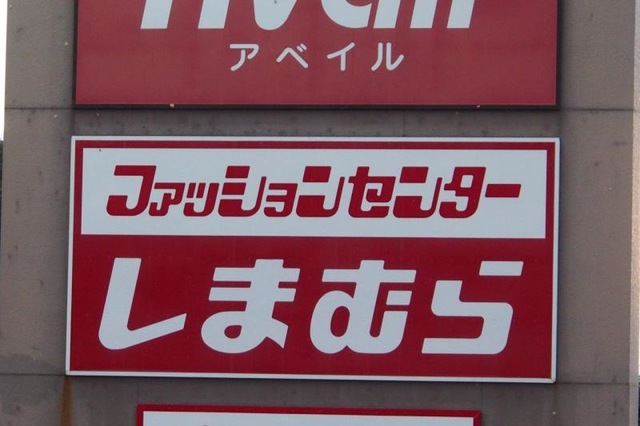 アベイル
ファッションセンター
しまむら